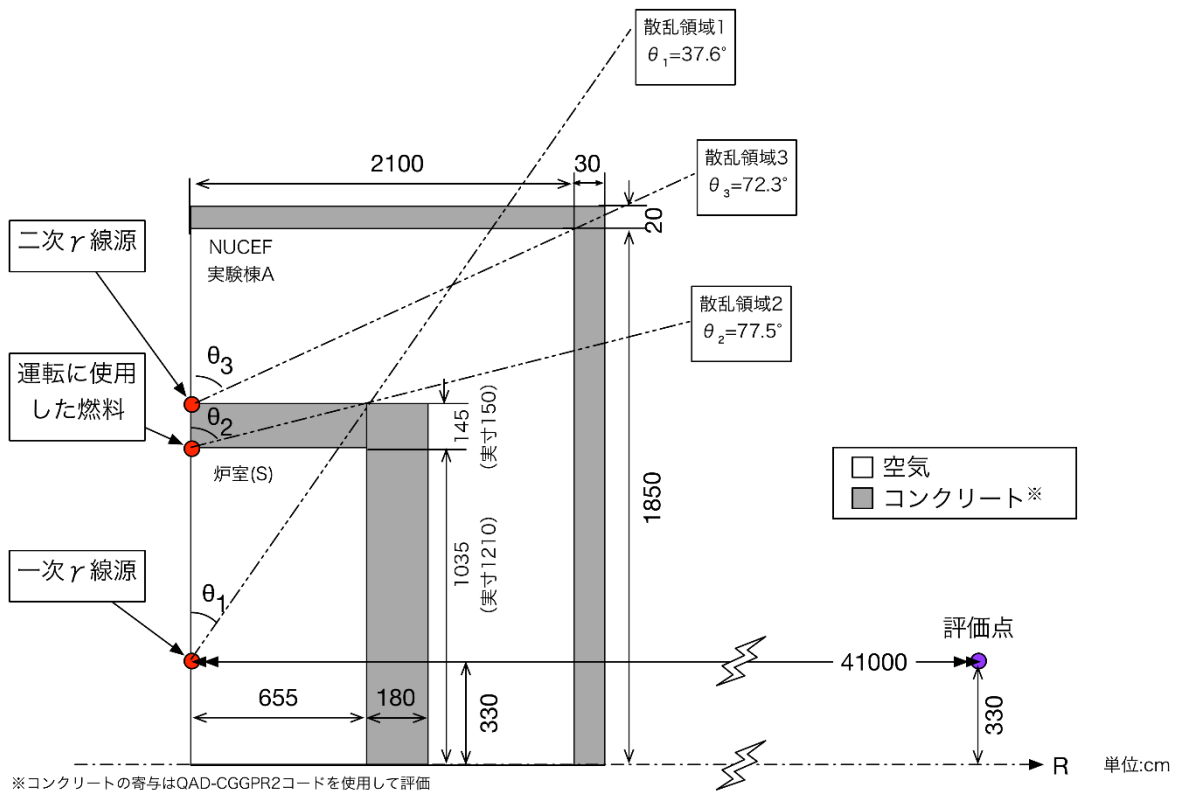 散乱領域1
θ1=37.6°
散乱領域3
θ3=72.3°
2100
30
20
二次γ線源
NUCEF
実験棟A
散乱領域2
θ2=77.5°
θ3
運転に使用
した燃料
θ2
145
(実寸150)
1850
炉室(S)
空気
コンクリート※
1035
(実寸1210)
一次γ線源
θ1
評価点
41000
655
180
330
330
R
単位:cm
※コンクリートの寄与はQAD-CGGPR2コードを使用して評価